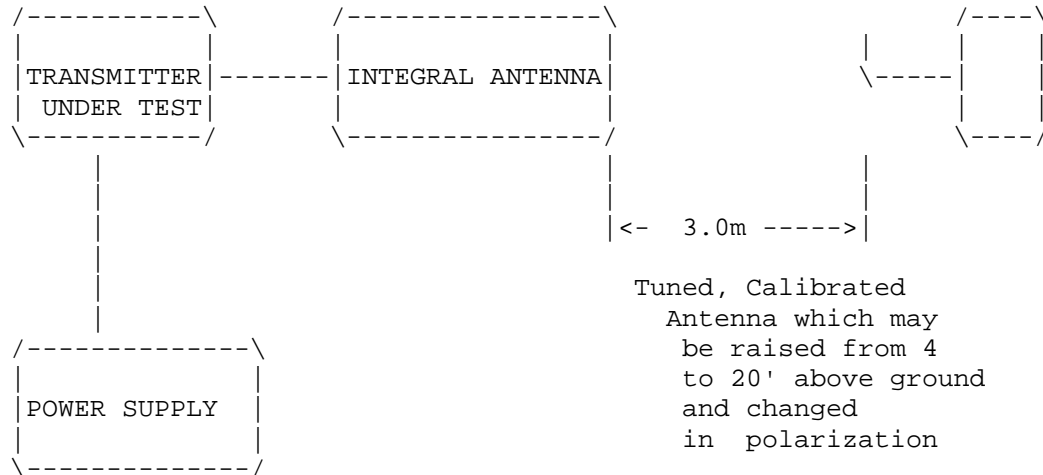 TRANSMITTER
UNDER TEST
INTEGRAL ANTENNA
<- 3.0m ----->
Tuned, Calibrated
Antenna which may
be raised from 4
to 20' above ground
and changed
in polarization
POWER SUPPLY